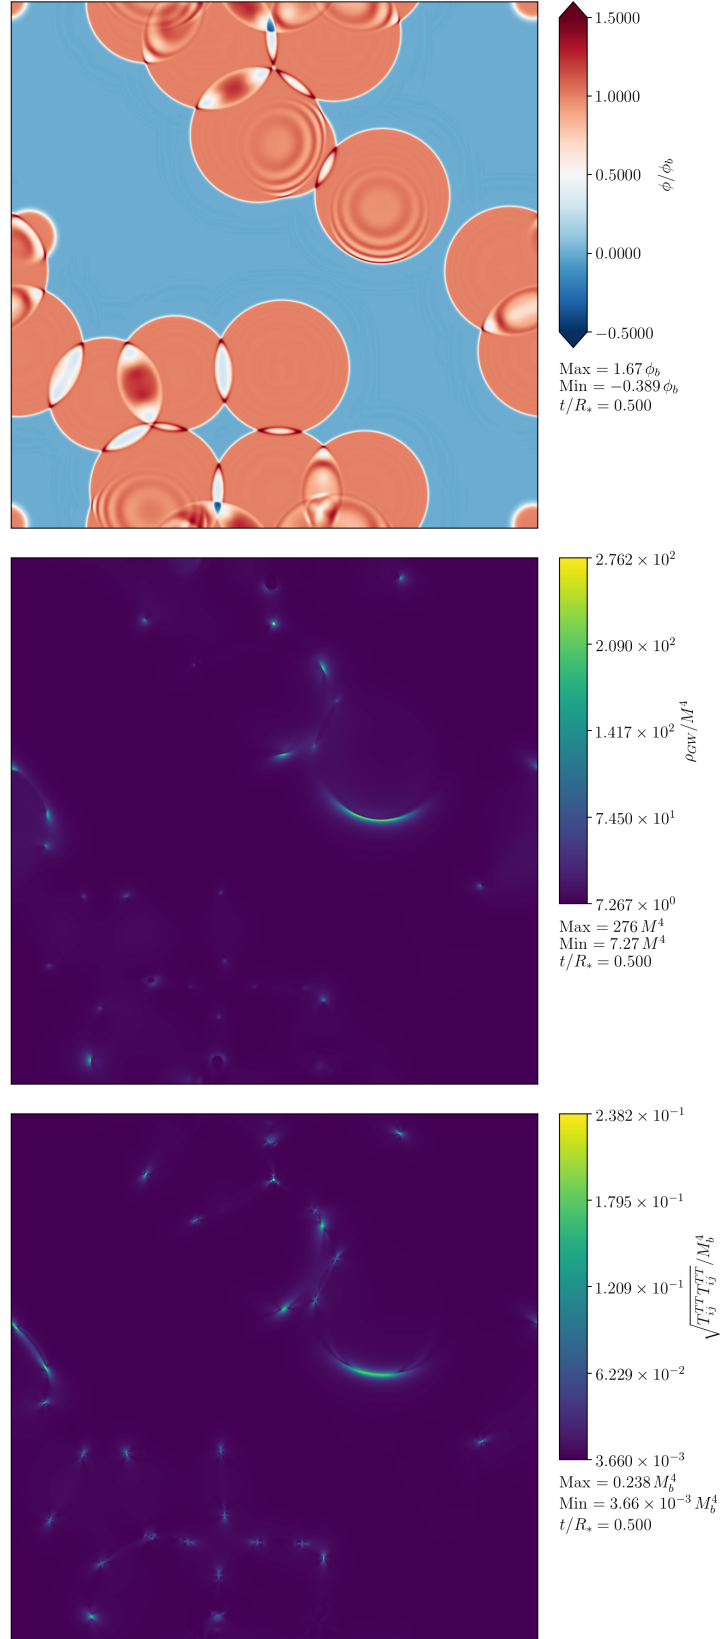 1.5000
1.0000
0.5000
0.0000
−0.5000
ϕ/ϕ_b
Max = 1.67 ϕ_b
Min = −0.389 ϕ_b
t/R_* = 0.500
2.762 × 10^2
2.090 × 10^2
1.417 × 10^2
7.450 × 10^1
7.267 × 10^0
ρ_GW/M^4
Max = 276 M^4
Min = 7.27 M^4
t/R_* = 0.500
2.382 × 10^−1
1.795 × 10^−1
1.209 × 10^−1
6.229 × 10^−2
3.660 × 10^−3
√(T_ij^TT T_ij^TT)/M_b^4
Max = 0.238 M_b^4
Min = 3.66 × 10^−3 M_b^4
t/R_* = 0.500